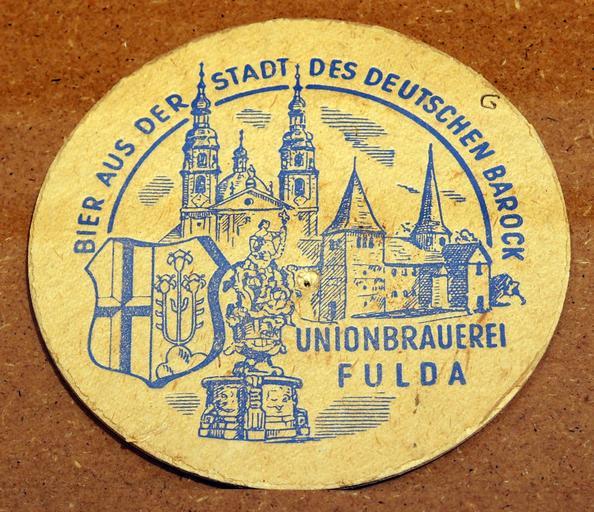 BIER AUS DER STADT DES DEUTSCHEN BAROCK
G
UNIONBRAUEREI
FULDA